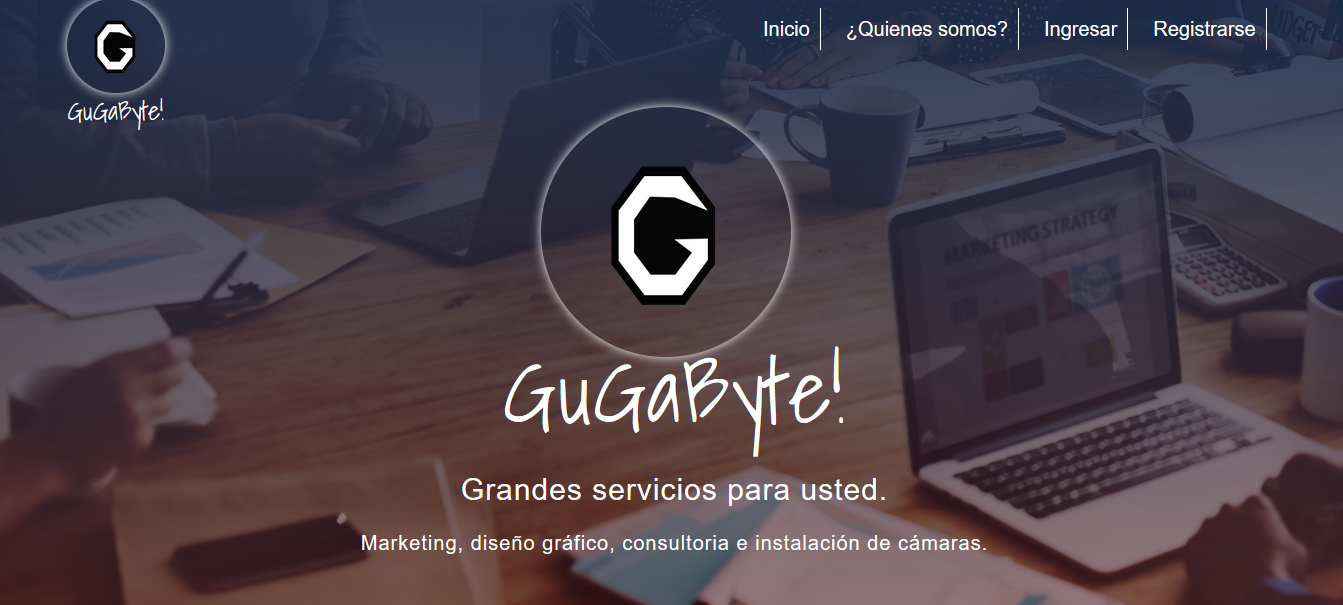 G
GuGaByte!
Inicio
¿Quienes somos?
Ingresar
Registrarse
BUDGET
MARKETING STRATEGY
G
GuGaByte!
Grandes servicios para usted.
Marketing, diseño gráfico, consultoria e instalación de cámaras.